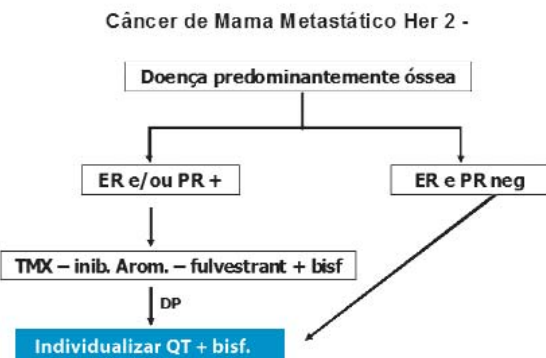 Câncer de Mama Metastático Her 2 -
Doença predominantemente óssea
ER e/ou PR +
ER e PR neg
TMX – inib. Arom. – fulvestrant + bisf
DP
Individualizar QT + bisf.